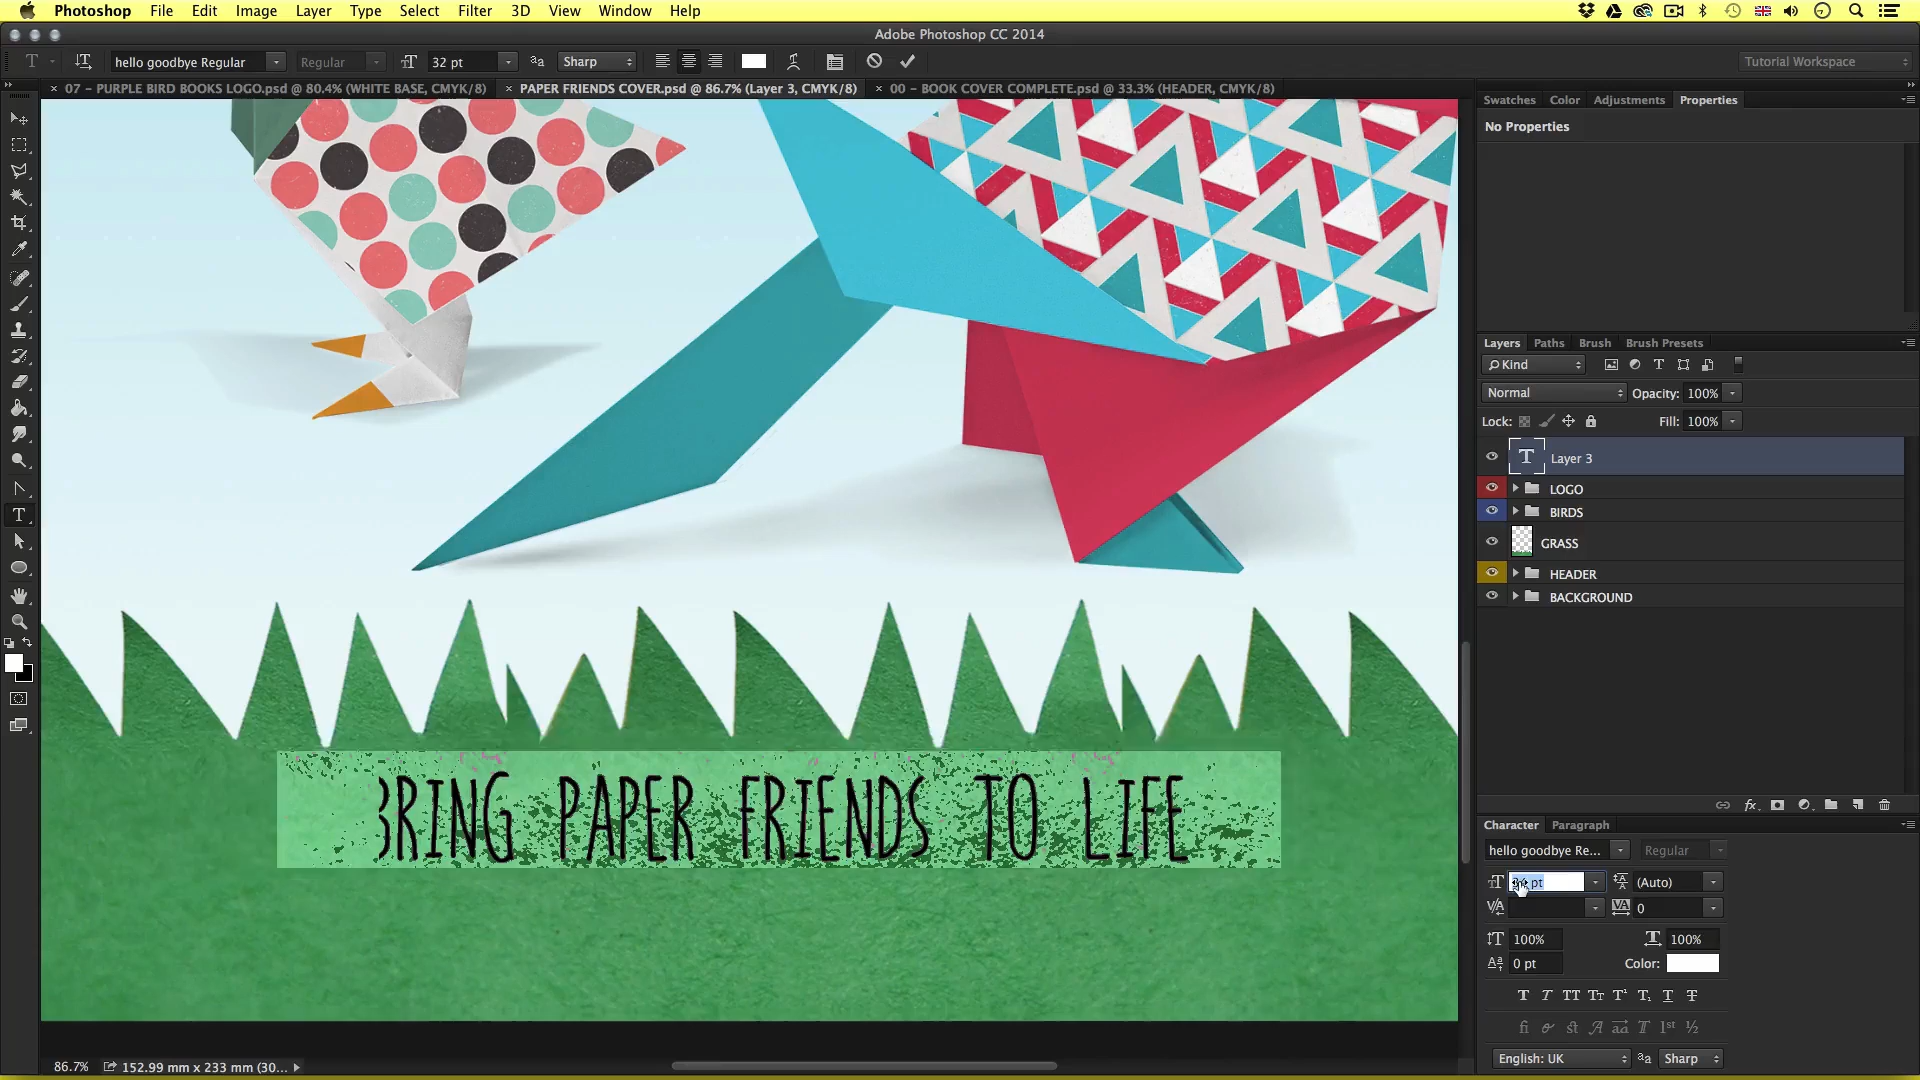 Photoshop File Edit Image Layer Type Select Filter 3D View Window Help
Adobe Photoshop CC 2014
hello goodbye Regular Regular 32 pt Sharp Tutorial Workspace
07 - PURPLE BIRD BOOKS LOGO.psd @ 80.4% (WHITE BASE, CMYK/8) PAPER FRIENDS COVER.psd @ 86.7% (Layer 3, CMYK/8) 00 - BOOK COVER COMPLETE.psd @ 33.3% (HEADER, CMYK/8)
Swatches Color Adjustments Properties
No Properties
Layers Paths Brush Brush Presets
Kind
Normal Opacity: 100%
Lock: Fill: 100%
Layer 3
LOGO
BIRDS
GRASS
HEADER
BACKGROUND
BRING PAPER FRIENDS TO LIFE
Character Paragraph
hello goodbye Re... Regular
pt (Auto)
0
100% 100%
0 pt Color:
English: UK Sharp
86.7% 152.99 mm x 233 mm (30...